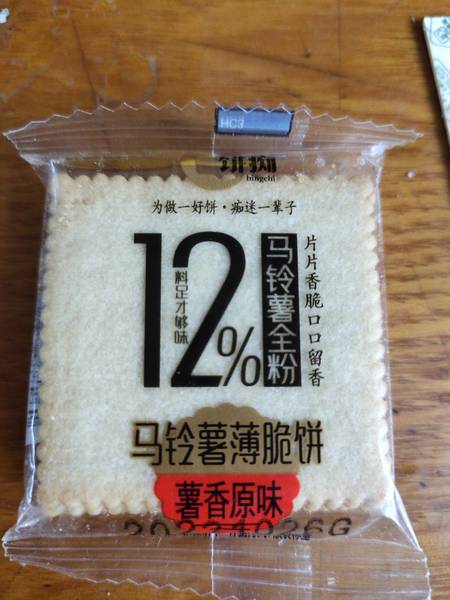 HC3
饼痴
bingchi
为做一好饼·痴迷一辈子
12%
料足才够味
马铃薯全粉
片片香脆口口留香
马铃薯薄脆饼
薯香原味
20221026G